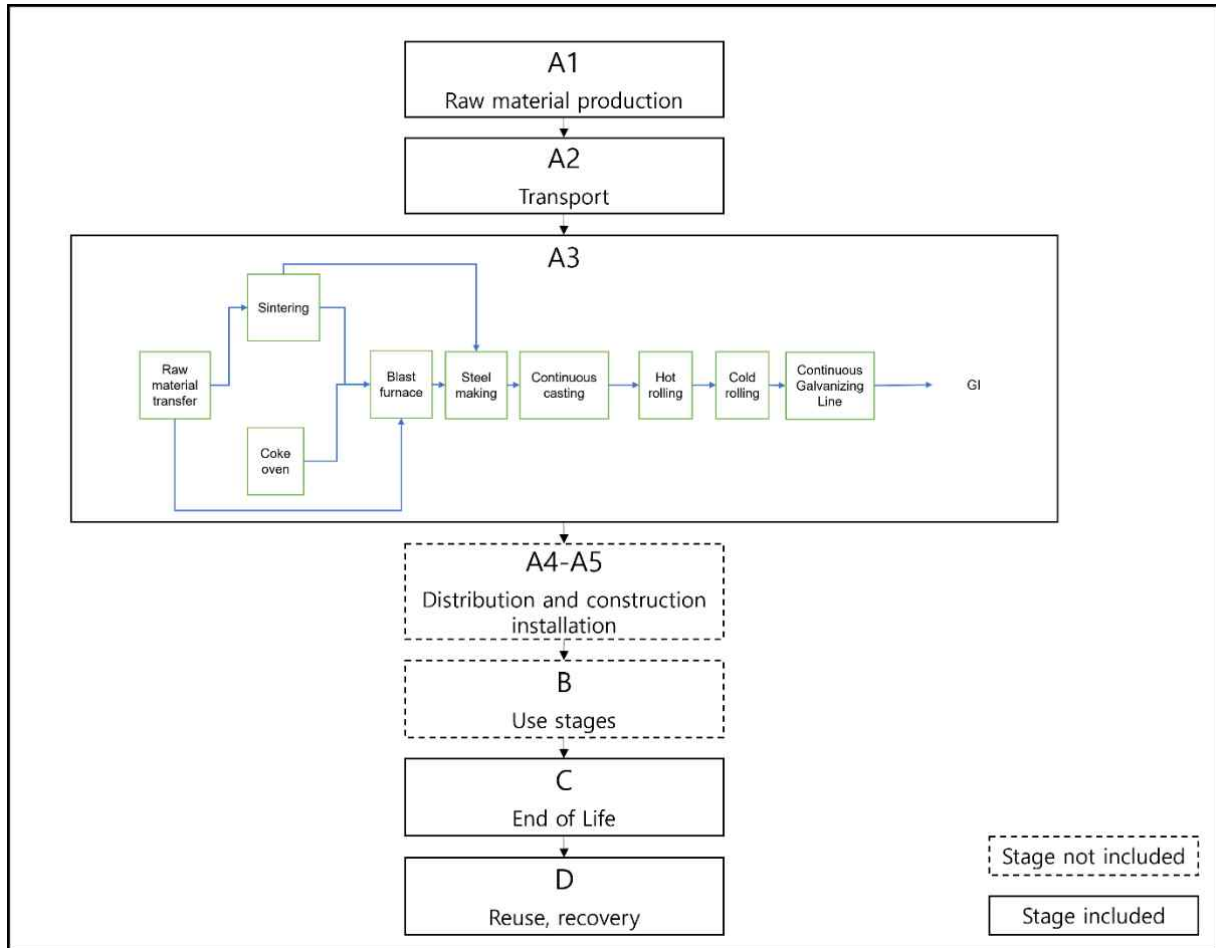 A1
Raw material production
A2
Transport
A3
Sintering
Raw
material
transfer
Coke
oven
Blast
furnace
Steel
making
Continuous
casting
Hot
rolling
Cold
rolling
Continuous
Galvanizing
Line
GI
A4-A5
Distribution and construction
installation
B
Use stages
C
End of Life
D
Reuse, recovery
Stage not included
Stage included